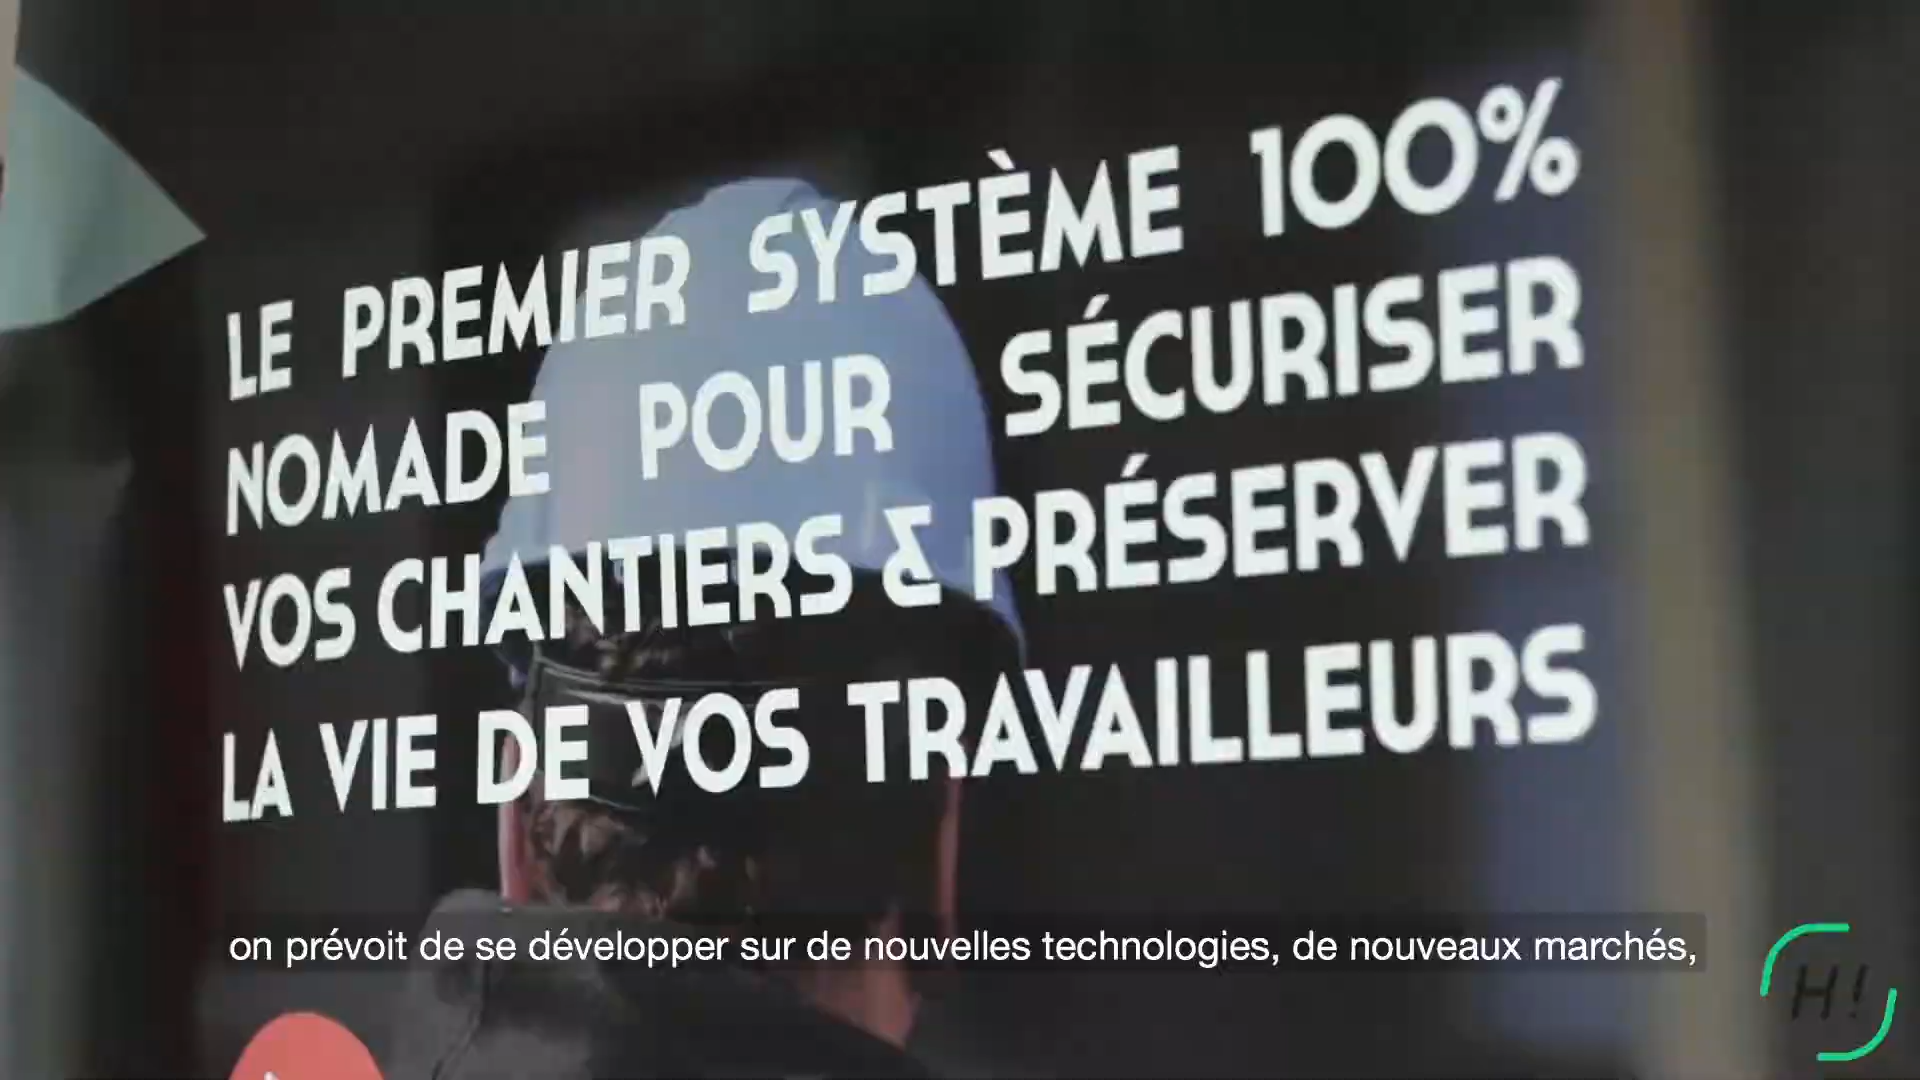 LE PREMIER SYSTÈME 100%
NOMADE POUR SÉCURISER
VOS CHANTIERS & PRÉSERVER
LA VIE DE VOS TRAVAILLEURS
on prévoit de se développer sur de nouvelles technologies, de nouveaux marchés,
H!